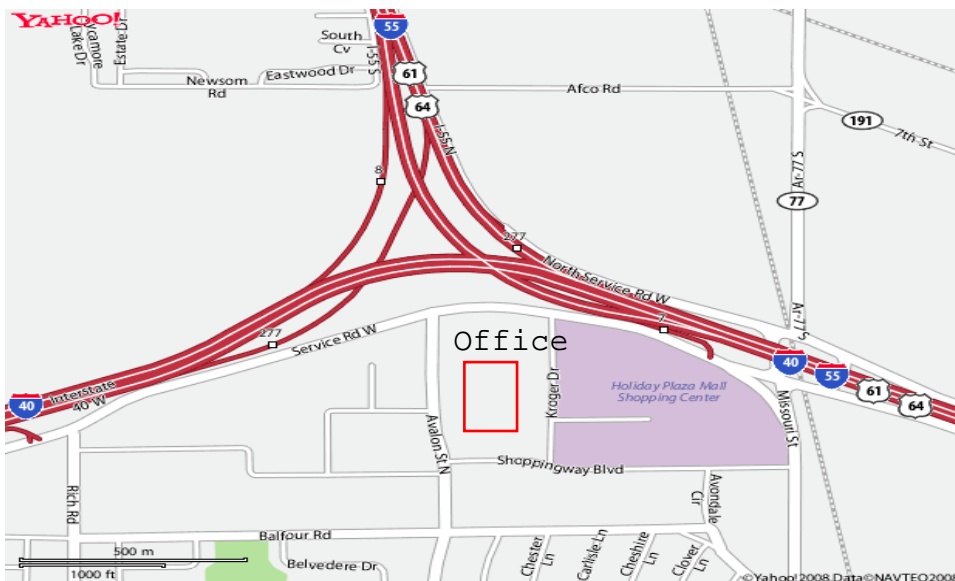 YAHOO!
Sycamore
Lake Dr
Estate Dr
South
Cv
I-55 S
55
Eastwood Dr
Newsom
Rd
61
64
Afco Rd
191
7th St
I-55 N
Ar-77 S
77
8
277
North Service Rd W
Ar-77 S
277
Service Rd W
7
Office
Interstate
40 W
40
Avalon St N
Kroger Dr
Holiday Plaza Mall
Shopping Center
40
55
61
64
Missouri St
Shoppingway Blvd
Rich Rd
Avondale
Cir
Balfour Rd
500 m
1000 ft
Belvedere Dr
Chester
Ln
Carlisle Ln
Cheshire
Ln
Clover
Ln
©Yahoo!2008 Data©NAVTEQ2008